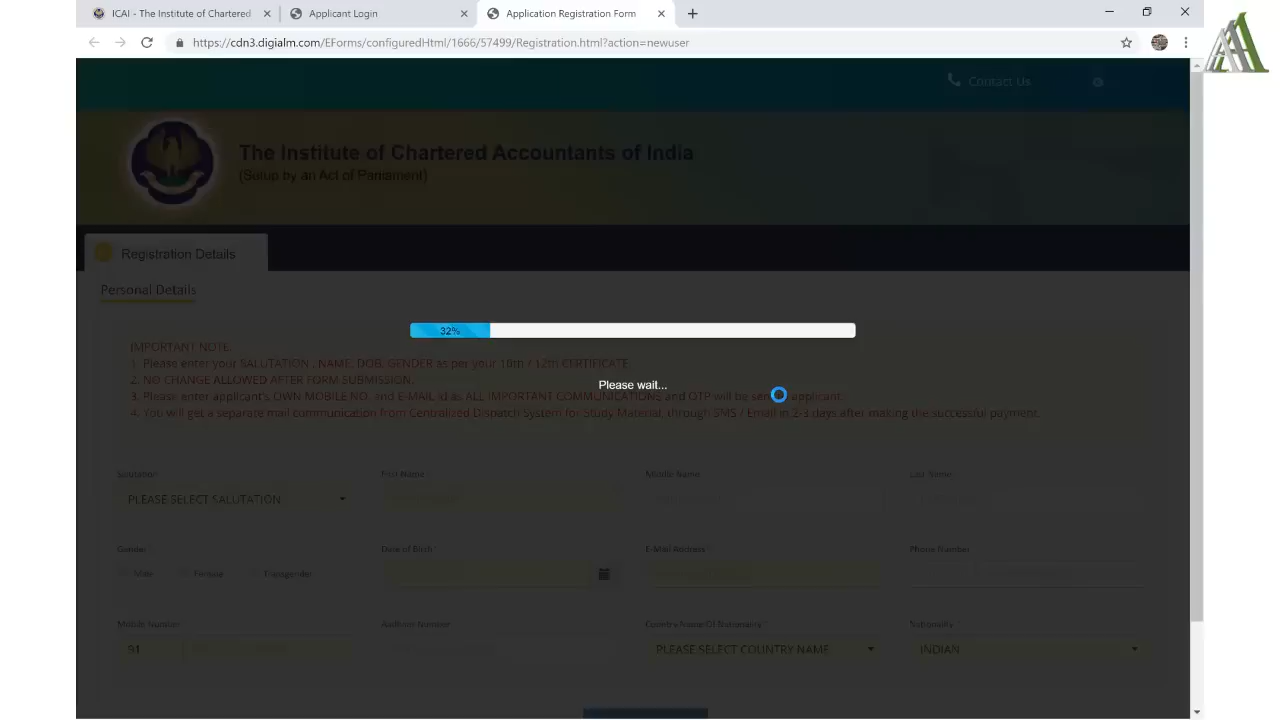 ICAI - The Institute of Chartered
Applicant Login
Application Registration Form
https://cdn3.digialm.com/EForms/configuredHtml/1666/57499/Registration.html?action=newuser
Contact Us
The Institute of Chartered Accountants of India
(Setup by an Act of Parliament)
Registration Details
Personal Details
32%
IMPORTANT NOTE:
1. Please enter your SALUTATION , NAME, DOB, GENDER as per your 10th / 12th CERTIFICATE.
2. NO CHANGE ALLOWED AFTER FORM SUBMISSION.
Please wait...
3. Please enter applicant's OWN MOBILE NO. and E-MAIL id as ALL IMPORTANT COMMUNICATIONS and OTP will be applicant.
4. You will get a separate mail communication from Centralized Dispatch System for Study Material, through SMS / Email in 2-3 days after making the successful payment.
Salutation
First Name
Middle Name
Last Name
PLEASE SELECT SALUTATION
Gender
Date of Birth*
E-Mail Address
Phone Number
Male
Female
Transgender
Mobile Number
Aadhaar Number
Country Name Of Nationality
Nationality
91
PLEASE SELECT COUNTRY NAME
INDIAN